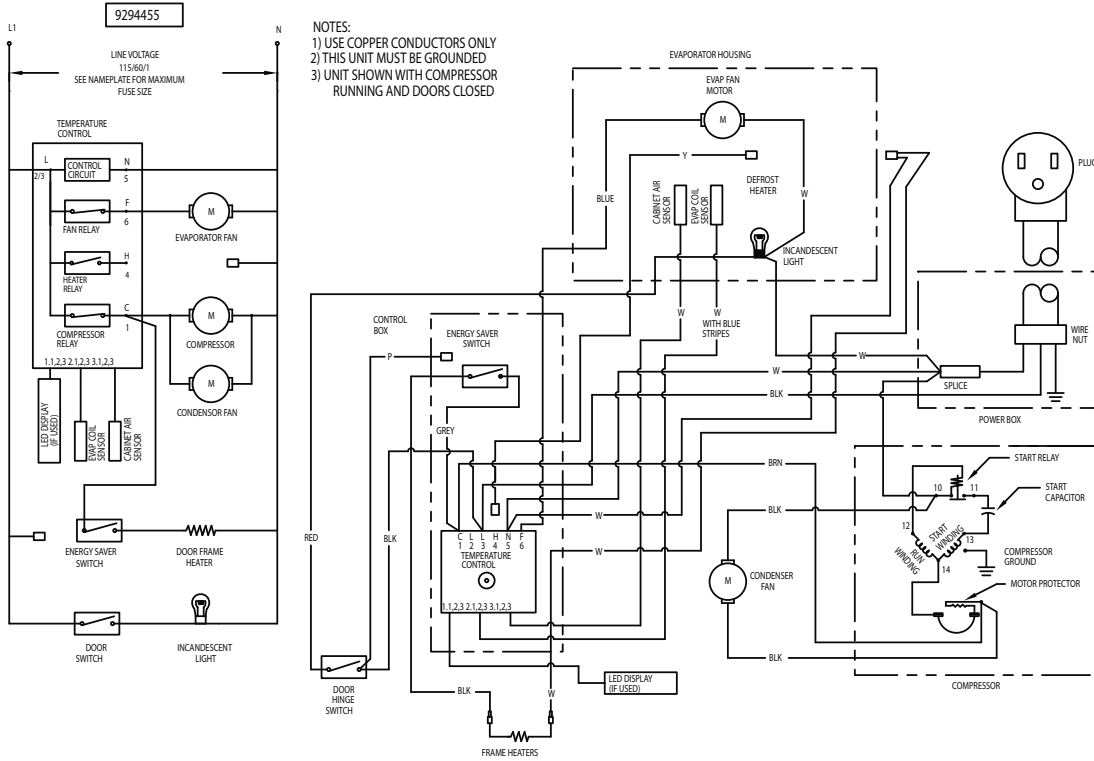 9294455
L1
N
LINE VOLTAGE
115/60/1
SEE NAMEPLATE FOR MAXIMUM
FUSE SIZE
NOTES:
1) USE COPPER CONDUCTORS ONLY
2) THIS UNIT MUST BE GROUNDED
3) UNIT SHOWN WITH COMPRESSOR
RUNNING AND DOORS CLOSED
TEMPERATURE
CONTROL
L
2/3
CONTROL
CIRCUIT
N
5
FAN RELAY
F
6
M
EVAPORATOR FAN
HEATER
RELAY
H
4
COMPRESSOR
RELAY
C
1
M
COMPRESSOR
M
CONDENSOR FAN
1.1,2,3 2.1,2,3 3.1,2,3
LED DISPLAY
(IF USED)
EVAP COIL
SENSOR
CABINET AIR
SENSOR
ENERGY SAVER
SWITCH
DOOR FRAME
HEATER
DOOR
SWITCH
INCANDESCENT
LIGHT
EVAPORATOR HOUSING
EVAP FAN
MOTOR
M
Y
DEFROST
HEATER
BLUE
W
CABINET AIR
SENSOR
EVAP COIL
SENSOR
INCANDESCENT
LIGHT
W
W
WITH BLUE
STRIPES
CONTROL
BOX
ENERGY SAVER
SWITCH
P
GREY
RED
BLK
C L L H N F
1 2 3 4 5 6
TEMPERATURE
CONTROL
1.1,2,3 2.1,2,3 3.1,2,3
DOOR
HINGE
SWITCH
BLK
W
FRAME HEATERS
LED DISPLAY
(IF USED)
W
W
BLK
BRN
W
W
BLK
M
CONDENSER
FAN
BLK
PLUG
WIRE
NUT
SPLICE
POWER BOX
START RELAY
10
11
START
CAPACITOR
12
START
WINDING
13
RUN
WINDING
14
COMPRESSOR
GROUND
MOTOR PROTECTOR
COMPRESSOR